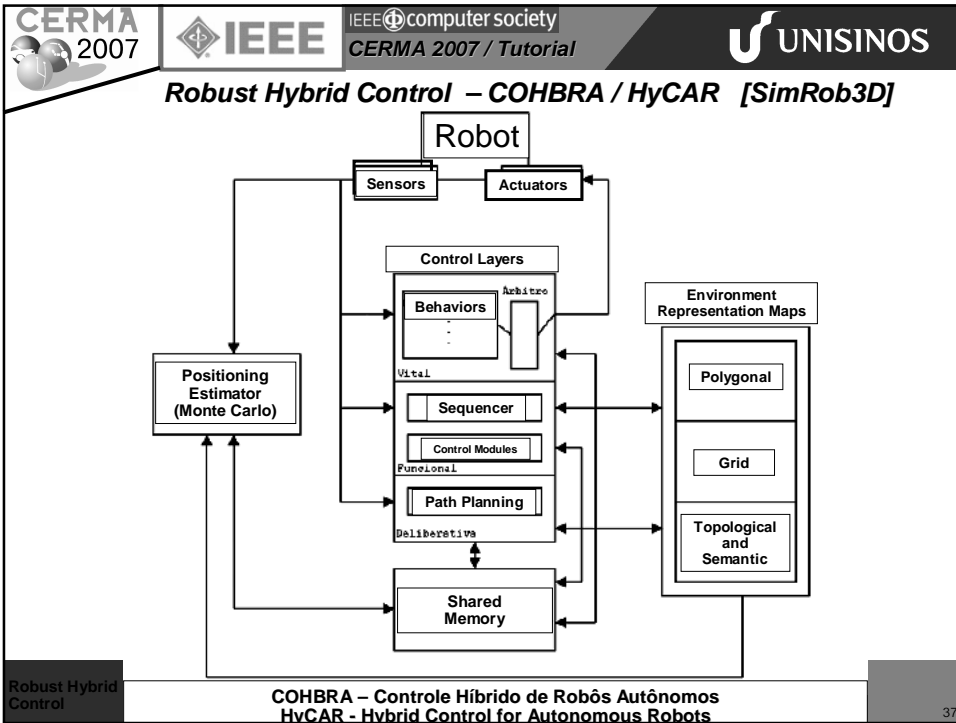 CERMA
2007
IEEE
IEEE computer society
CERMA 2007 / Tutorial
UNISINOS
Robust Hybrid Control – COHBRA / HyCAR [SimRob3D]
Robot
Sensors
Actuators
Control Layers
Behaviors
Arbitro
Vital
Sequencer
Control Modules
Funcional
Path Planning
Deliberativa
Shared
Memory
Positioning
Estimator
(Monte Carlo)
Environment
Representation Maps
Polygonal
Grid
Topological
and
Semantic
Robust Hybrid
Control
COHBRA – Controle Híbrido de Robôs Autônomos
HyCAR - Hybrid Control for Autonomous Robots
37